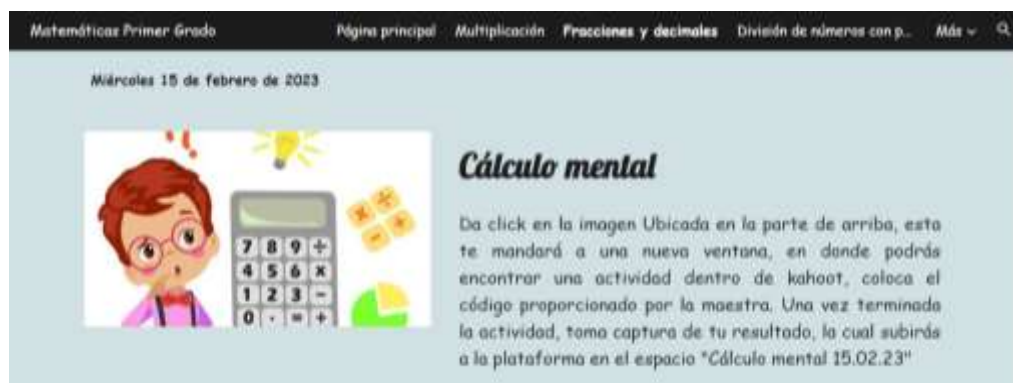 Matemáticas Primer Grado
Página principal Multiplicación Fracciones y decimales División de números con p... Más
Miércoles 15 de febrero de 2023
Cálculo mental
Da click en la imagen Ubicada en la parte de arriba, esta
te mandará a una nueva ventana, en donde podrás
encontrar una actividad dentro de kahoot, coloca el
código proporcionado por la maestra. Una vez terminada
la actividad, toma captura de tu resultado, la cual subirás
a la plataforma en el espacio "Cálculo mental 15.02.23"
7 8 9 ÷
4 5 6 x
1 2 3 -
0 . = +